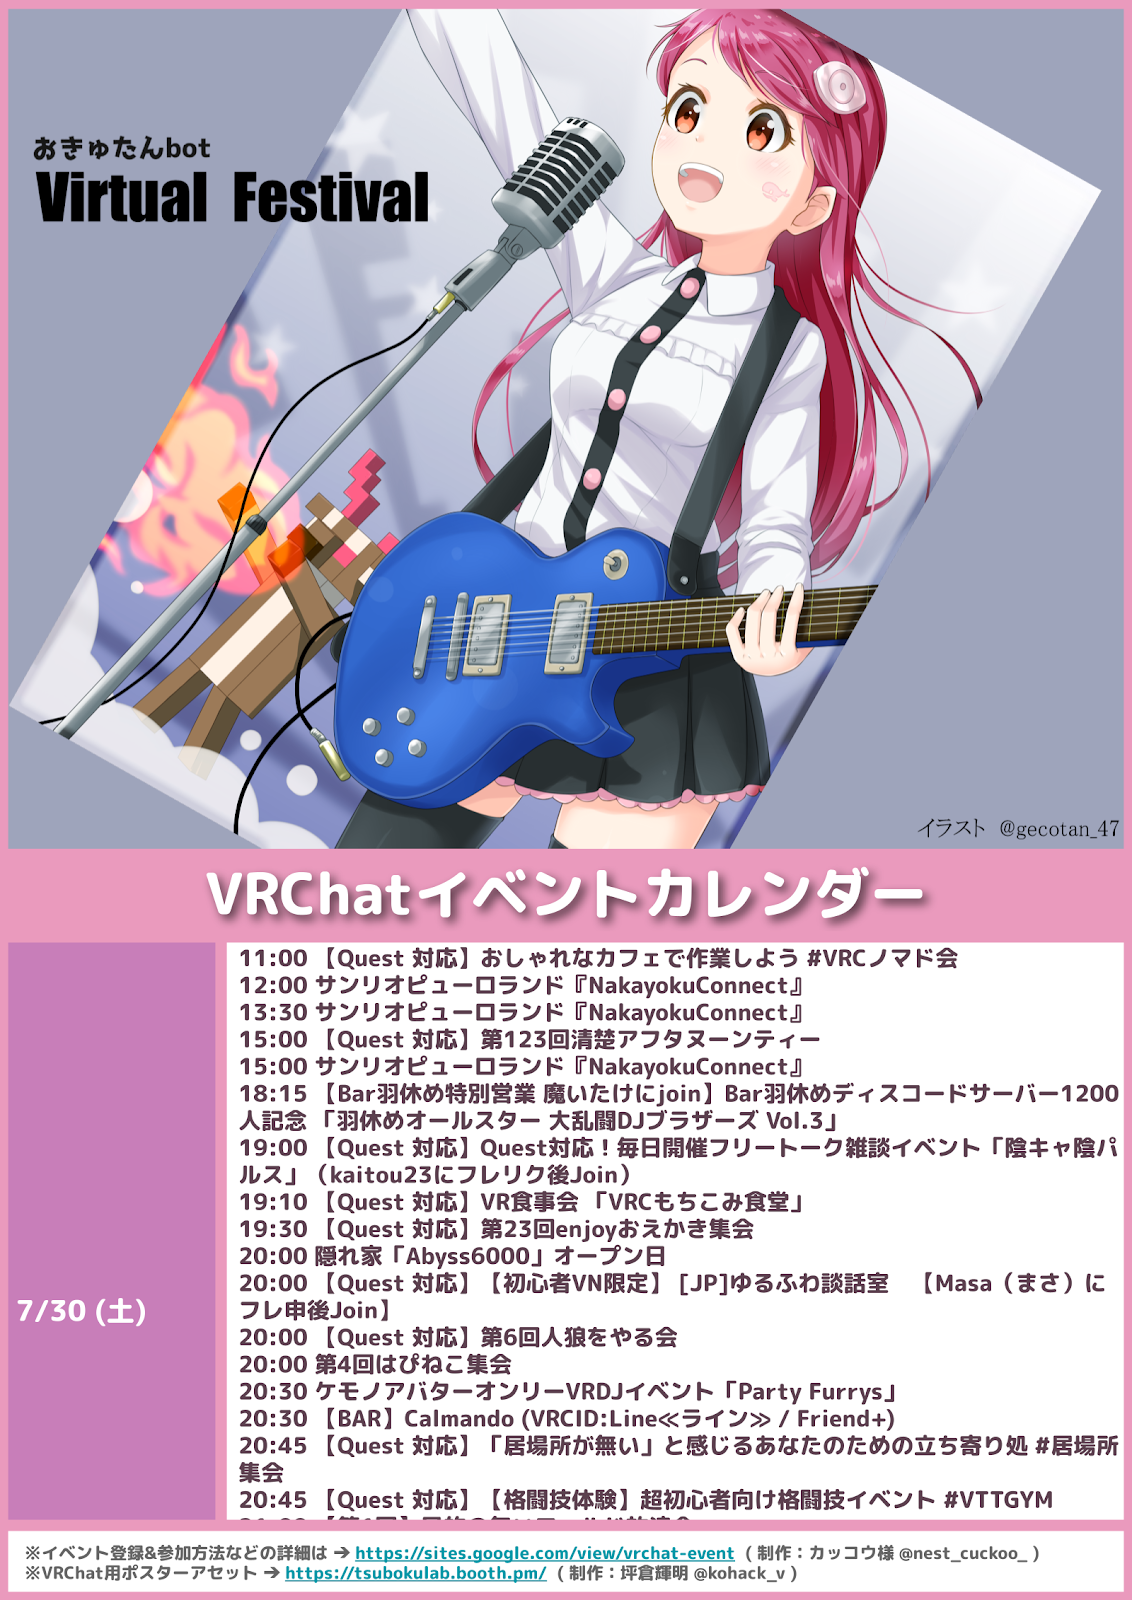 おきゅたんbot
Virtual Festival
イラスト @gecotan_47
VRChatイベントカレンダー
7/30 (土)
11:00 【Quest 対応】おしゃれなカフェで作業しよう #VRCノマド会
12:00 サンリオピューロランド『NakayokuConnect』
13:30 サンリオピューロランド『NakayokuConnect』
15:00 【Quest 対応】第123回清楚アフタヌーンティー
15:00 サンリオピューロランド『NakayokuConnect』
18:15 【Bar羽休め特別営業 魔いたけにjoin】Bar羽休めディスコードサーバー1200
人記念 「羽休めオールスター 大乱闘DJブラザーズ Vol.3」
19:00 【Quest 対応】Quest対応！毎日開催フリートーク雑談イベント「陰キャ陰パ
ルス」（kaitou23にフレリク後Join）
19:10 【Quest 対応】VR食事会 「VRCもちこみ食堂」
19:30 【Quest 対応】第23回enjoyおえかき集会
20:00 隠れ家「Abyss6000」オープン日
20:00 【Quest 対応】【初心者VN限定】 [JP]ゆるふわ談話室　【Masa（まさ）に
フレ申後Join】
20:00 【Quest 対応】第6回人狼をやる会
20:00 第4回はぴねこ集会
20:30 ケモノアバターオンリーVRDJイベント「Party Furrys」
20:30 【BAR】Calmando (VRCID:Line≪ライン≫ / Friend+)
20:45 【Quest 対応】「居場所が無い」と感じるあなたのための立ち寄り処 #居場所
集会
20:45 【Quest 対応】【格闘技体験】超初心者向け格闘技イベント #VTTGYM
※イベント登録&参加方法などの詳細は ➔ https://sites.google.com/view/vrchat-event ( 制作：カッコウ様 @nest_cuckoo_ )
※VRChat用ポスターアセット ➔ https://tsubokulab.booth.pm/ ( 制作：坪倉輝明 @kohack_v )